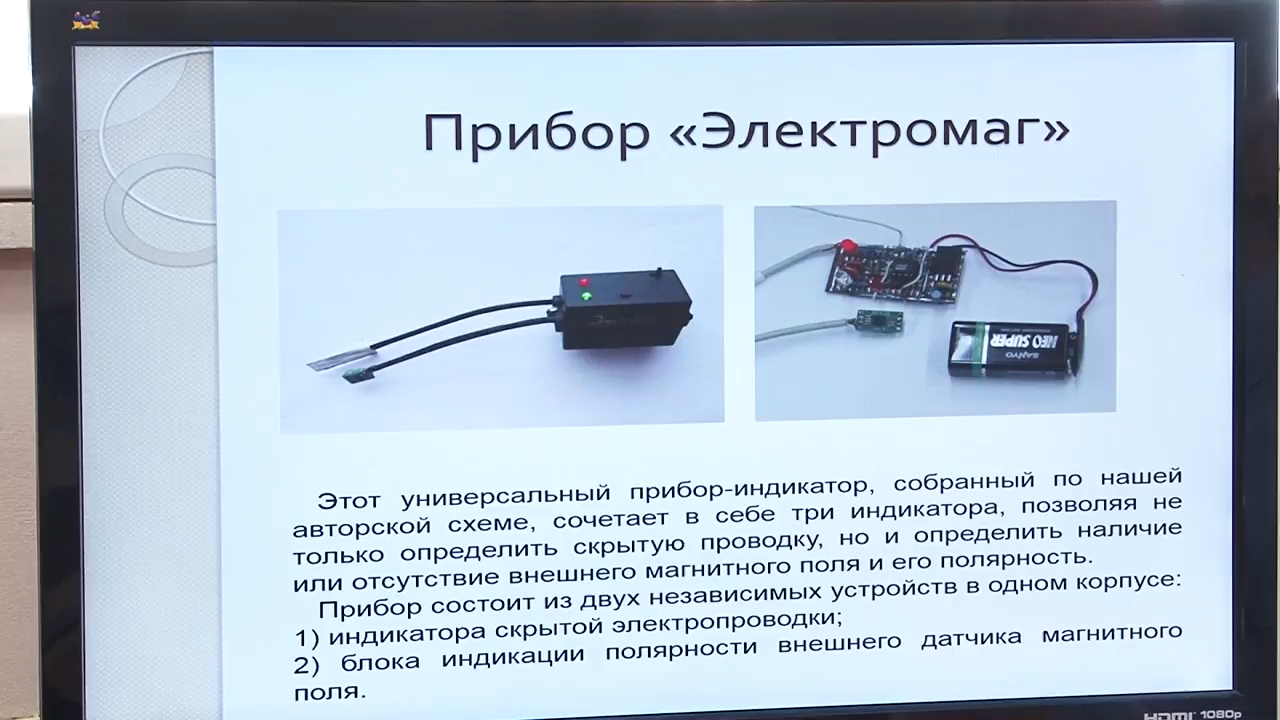 Прибор «Электромаг»
NEO SUPER
SANYO
Этот универсальный прибор-индикатор, собранный по нашей
авторской схеме, сочетает в себе три индикатора, позволяя не
только определить скрытую проводку, но и определить наличие
или отсутствие внешнего магнитного поля и его полярность.
Прибор состоит из двух независимых устройств в одном корпусе:
1) индикатора скрытой электропроводки;
2) блока индикации полярности внешнего датчика магнитного
поля.
HDMI 1080p